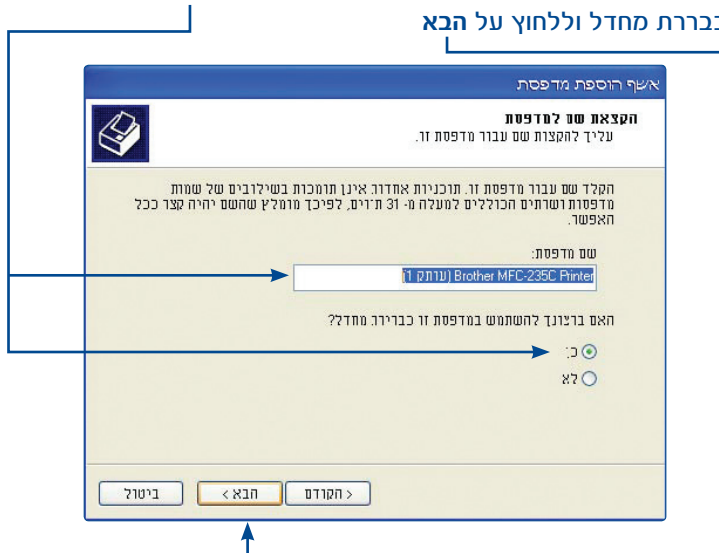 כבררת מחדל וללחוץ על הבא
אשף הוספת מדפסת
הקצאת שם למדפסת
עליך להקצות שם עבור מדפסת זו.
הקלד שם עבור מדפסת זו. תוכניות אחדות אינן תומכות בשילובים של שמות
מדפסות ושרתים הכוללים למעלה מ- 31 תווים, לפיכך מומלץ שהשם יהיה קצר ככל
האפשר.
שם מדפסת:
Brother MFC-235C Printer (עותק 1)
האם ברצונך להשתמש במדפסת זו כברירת מחדל?
כן
לא
< הקודם
הבא >
ביטול